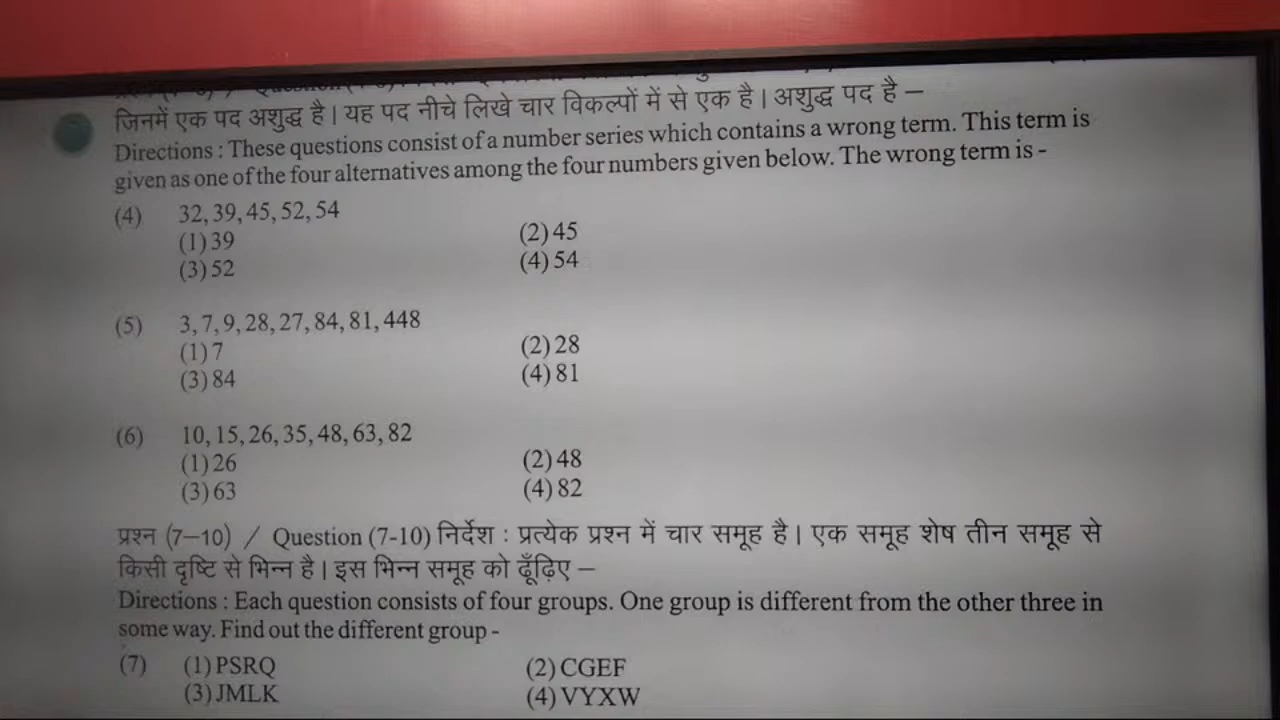 जिनमें एक पद अशुद्ध है। यह पद नीचे लिखे चार विकल्पों में से एक है। अशुद्ध पद है –
Directions : These questions consist of a number series which contains a wrong term. This term is
given as one of the four alternatives among the four numbers given below. The wrong term is -
(4) 32, 39, 45, 52, 54
(1) 39 (2) 45
(3) 52 (4) 54
(5) 3, 7, 9, 28, 27, 84, 81, 448
(1) 7 (2) 28
(3) 84 (4) 81
(6) 10, 15, 26, 35, 48, 63, 82
(1) 26 (2) 48
(3) 63 (4) 82
प्रश्न (7–10) / Question (7-10) निर्देश : प्रत्येक प्रश्न में चार समूह है। एक समूह शेष तीन समूह से
किसी दृष्टि से भिन्न है। इस भिन्न समूह को ढूँढ़िए –
Directions : Each question consists of four groups. One group is different from the other three in
some way. Find out the different group -
(7) (1) PSRQ (2) CGEF
(3) JMLK (4) VYXW